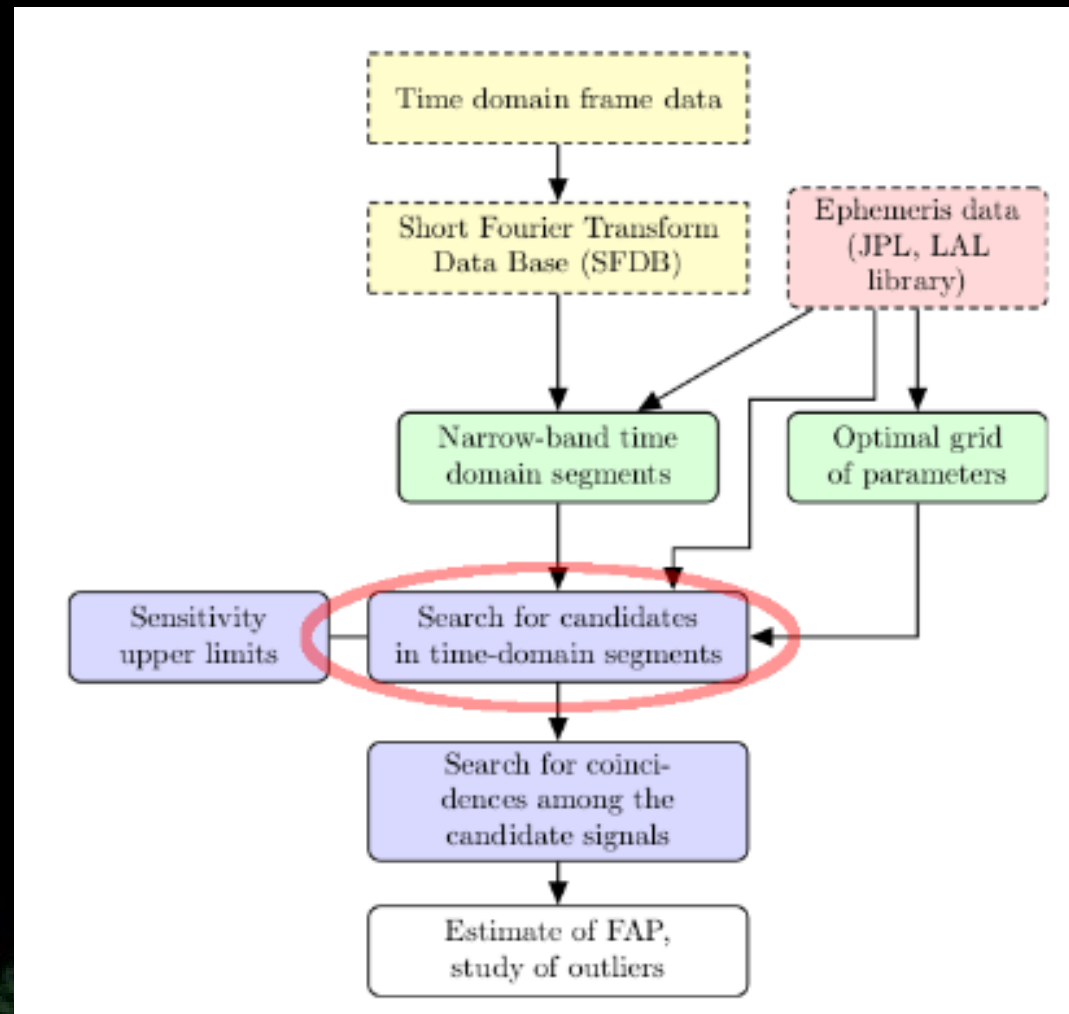 Time domain frame data
Short Fourier Transform
Data Base (SFDB)
Ephemeris data
(JPL, LAL
library)
Narrow-band time
domain segments
Optimal grid
of parameters
Sensitivity
upper limits
Search for candidates
in time-domain segments
Search for coinci-
dences among the
candidate signals
Estimate of FAP,
study of outliers